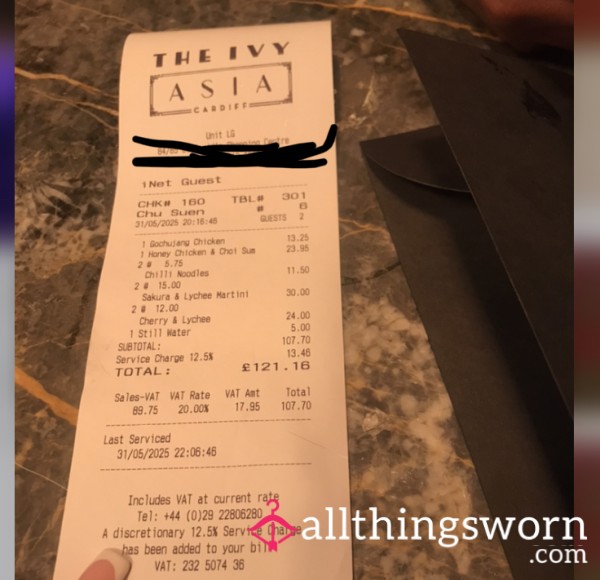 THE IVY
ASIA
CARDIFF
Unit LG
Centre
1 Net Guest
CHK# 160 TBL# 301
Chu Suen # 6
31/05/2025 20:16:46 GUESTS 2
1 Gochujang Chicken 13.25
1 Honey Chicken & Choi Sum 23.95
2 @ 5.75
Chilli Noodles 11.50
2 @ 15.00
Sakura & Lychee Martini 30.00
2 @ 12.00
Cherry & Lychee 24.00
1 Still Water 5.00
SUBTOTAL: 107.70
Service Charge 12.5% 13.46
TOTAL: £121.16
Sales-VAT VAT Rate VAT Amt Total
89.75 20.00% 17.95 107.70
Last Serviced
31/05/2025 22:06:46
Includes VAT at current rate
Tel: +44 (0)29 22806280
A discretionary 12.5% Service Charge
has been added to your bill
VAT: 232 5074 36
allthingsworn
.com